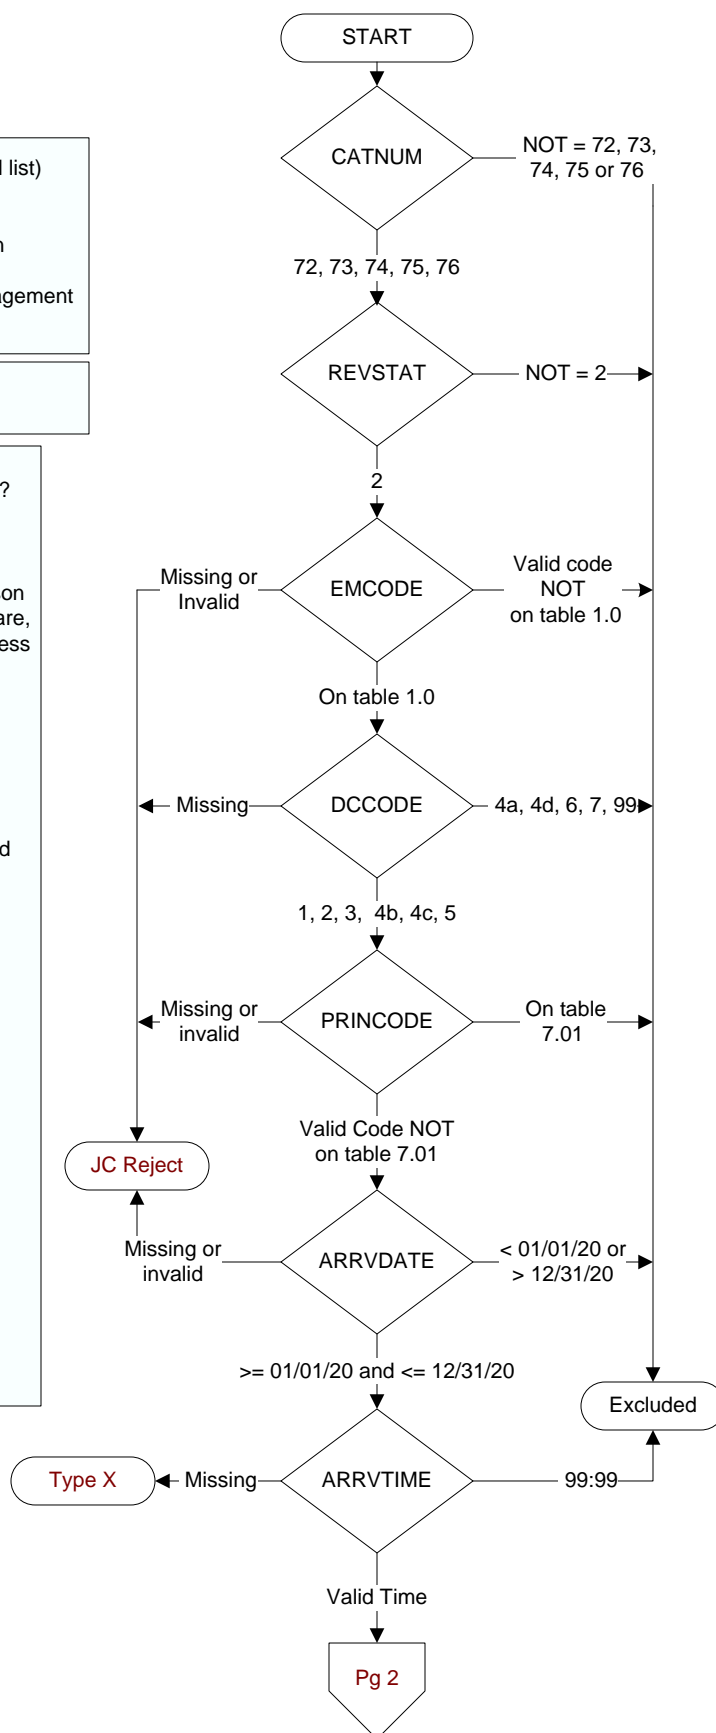 START
CATNUM
NOT = 72, 73,
74, 75 or 76
list)
agement
72, 73, 74, 75, 76
REVSTAT
NOT = 2
?
2
Missing or
Invalid
EMCODE
Valid code
NOT
on table 1.0
On table 1.0
Missing
DCCODE
4a, 4d, 6, 7, 99
1, 2, 3, 4b, 4c, 5
Missing or
invalid
PRINCODE
On table
7.01
Valid Code NOT
on table 7.01
JC Reject
Missing or
invalid
ARRVDATE
< 01/01/20 or
> 12/31/20
>= 01/01/20 and <= 12/31/20
Excluded
Type X
Missing
ARRVTIME
99:99
Valid Time
Pg 2